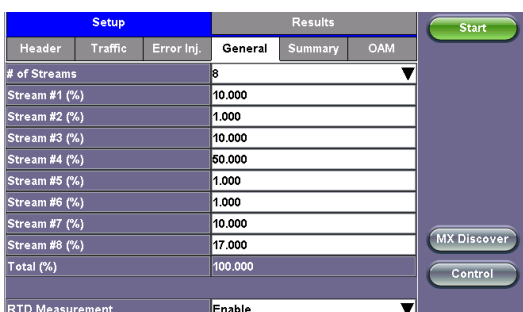 Setup Results Start
Header Traffic Error Inj. General Summary OAM
# of Streams 8
Stream #1 (%) 10.000
Stream #2 (%) 1.000
Stream #3 (%) 10.000
Stream #4 (%) 50.000
Stream #5 (%) 1.000
Stream #6 (%) 1.000
Stream #7 (%) 10.000
Stream #8 (%) 17.000
MX Discover
Total (%) 100.000
Control
RTD Measurement Enable